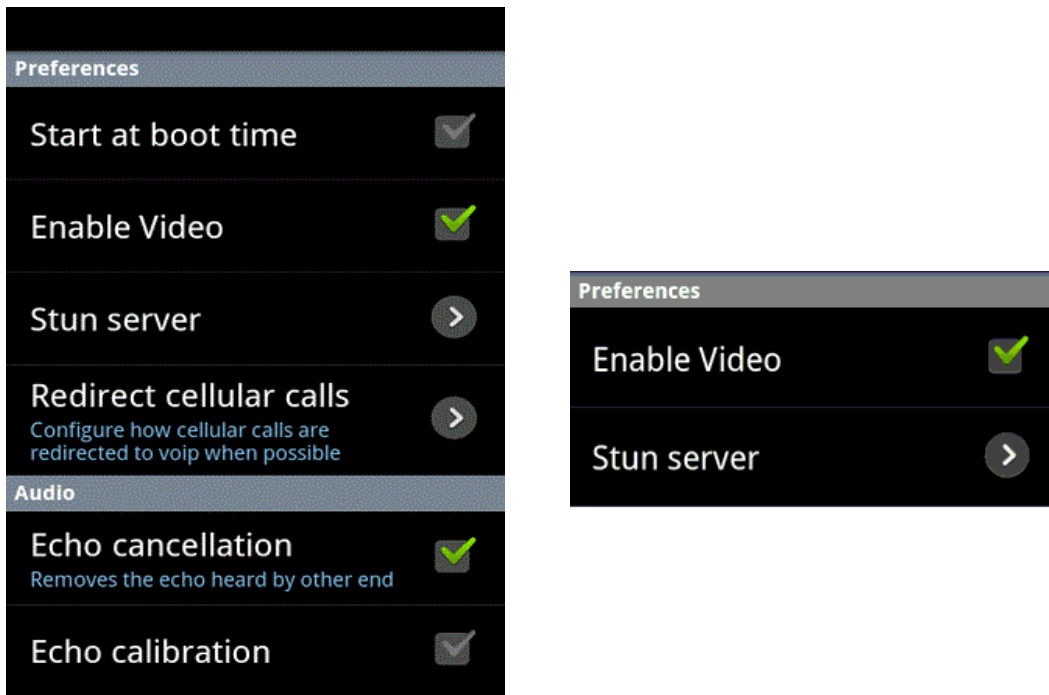 Preferences
Start at boot time
Enable Video
Stun server
Redirect cellular calls
Configure how cellular calls are
redirected to voip when possible
Audio
Echo cancellation
Removes the echo heard by other end
Echo calibration
Preferences
Enable Video
Stun server